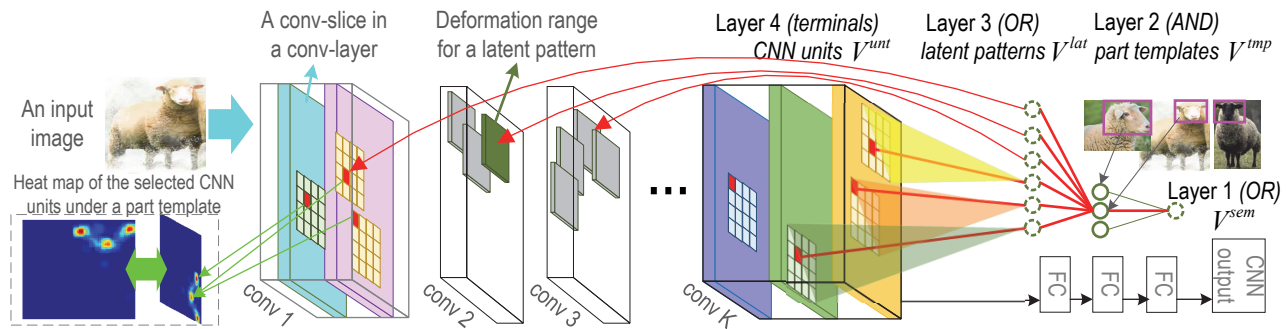 A conv-slice in
a conv-layer
Deformation range
for a latent pattern
Layer 4 (terminals)
CNN units V^unt
Layer 3 (OR)
latent patterns V^lat
Layer 2 (AND)
part templates V^tmp
An input
image
Heat map of the selected CNN
units under a part template
Layer 1 (OR)
V^sem
conv 1
conv 2
conv 3
...
conv K
FC
FC
FC
CNN
output